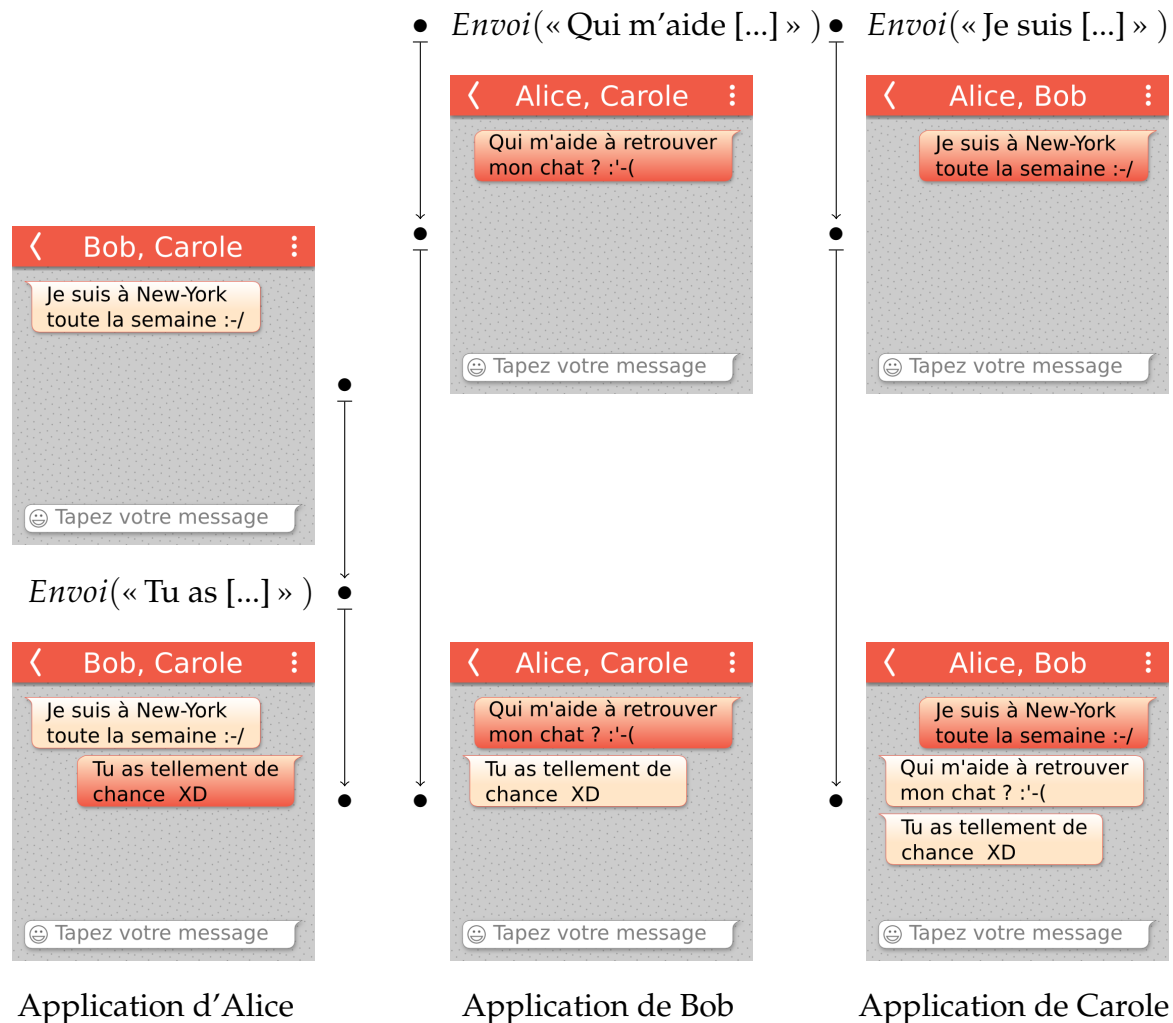 Envoi(« Qui m'aide [...] » )
Envoi(« Je suis [...] » )
Alice, Carole
Qui m'aide à retrouver
mon chat ? :'-(
Tapez votre message
Alice, Bob
Je suis à New-York
toute la semaine :-/
Tapez votre message
Bob, Carole
Je suis à New-York
toute la semaine :-/
Tapez votre message
Envoi(« Tu as [...] » )
Bob, Carole
Je suis à New-York
toute la semaine :-/
Tu as tellement de
chance XD
Tapez votre message
Alice, Carole
Qui m'aide à retrouver
mon chat ? :'-(
Tu as tellement de
chance XD
Tapez votre message
Alice, Bob
Je suis à New-York
toute la semaine :-/
Qui m'aide à retrouver
mon chat ? :'-(
Tu as tellement de
chance XD
Tapez votre message
Application d'Alice
Application de Bob
Application de Carole